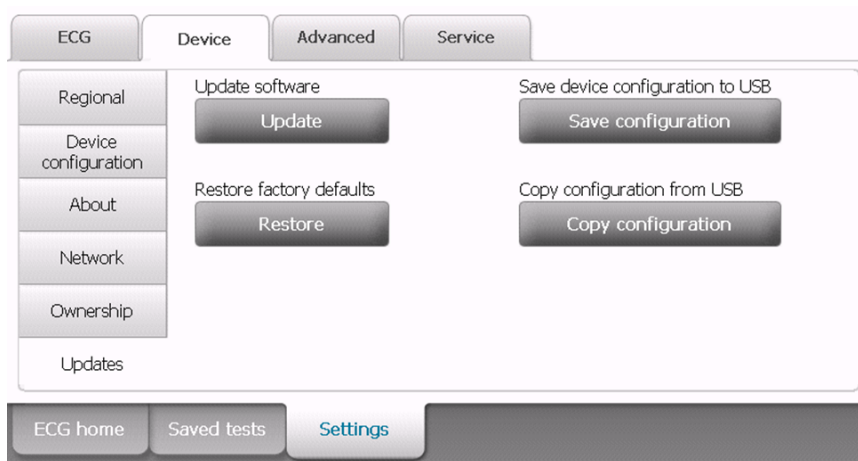 ECG Device Advanced Service
Regional
Device
configuration
About
Network
Ownership
Updates
Update software
Update
Save device configuration to USB
Save configuration
Restore factory defaults
Restore
Copy configuration from USB
Copy configuration
ECG home Saved tests Settings